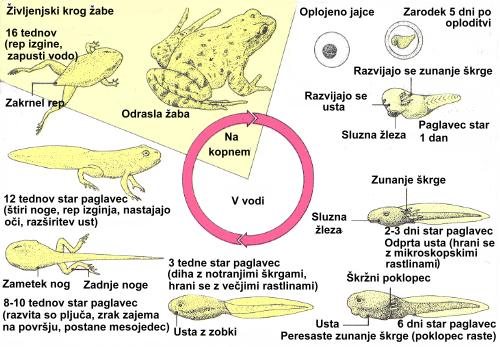 Življenjski krog žabe
16 tednov
(rep izgine,
zapusti vodo)
Zakrnel rep
Odrasla žaba
Oplojeno jajce
Zarodek 5 dni po
oploditvi
Razvijajo se zunanje škrge
Razvijajo se
usta
Sluzna žleza
Paglavec star
1 dan
Na
kopnem
V vodi
Zunanje škrge
Sluzna
žleza
2-3 dni star paglavec
Odprta usta (hrani se
z mikroskopskimi
rastlinami)
Škržni poklopec
Usta
6 dni star paglavec
Peresaste zunanje škrge (poklopec raste)
3 tedne star paglavec
(diha z notranjimi škrgami,
hrani se z večjimi rastlinami)
Usta z zobki
12 tednov star paglavec
(štiri noge, rep izginja, nastajajo
oči, razširitev ust)
Zametek nog
Zadnje noge
8-10 tednov star paglavec
(razvita so pljuča, zrak zajema
na površju, postane mesojedec)